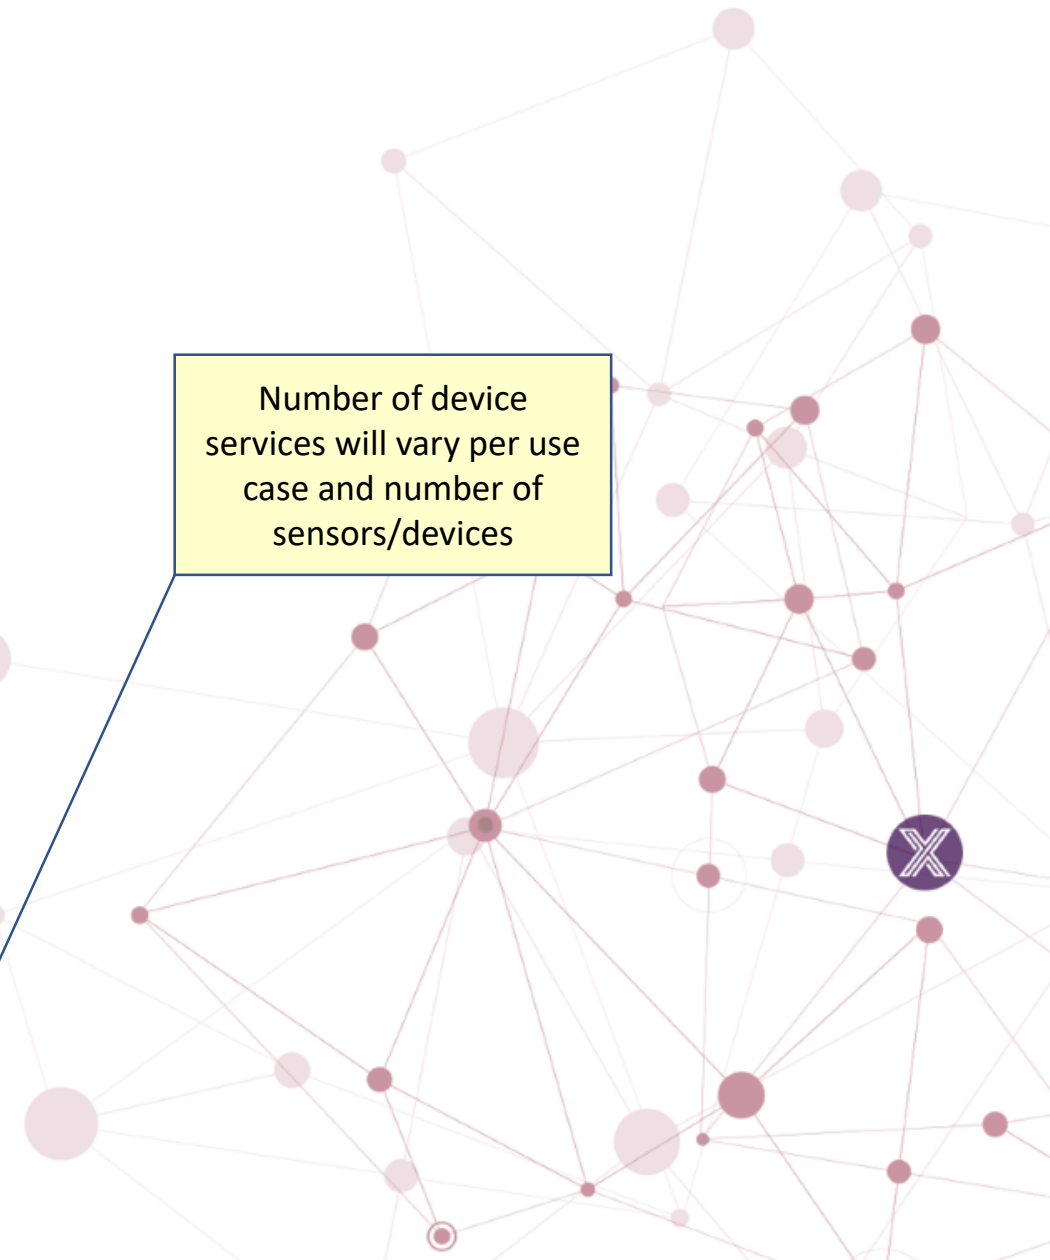 Number of device
services will vary per use
case and number of
sensors/devices